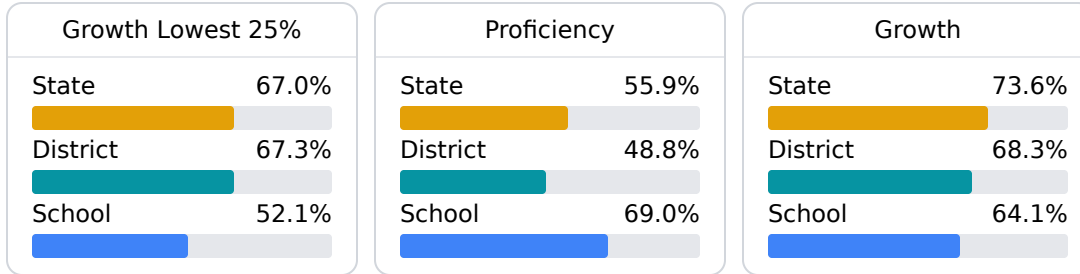 Growth Lowest 25%
State 67.0%
District 67.3%
School 52.1%
Proficiency
State 55.9%
District 48.8%
School 69.0%
Growth
State 73.6%
District 68.3%
School 64.1%